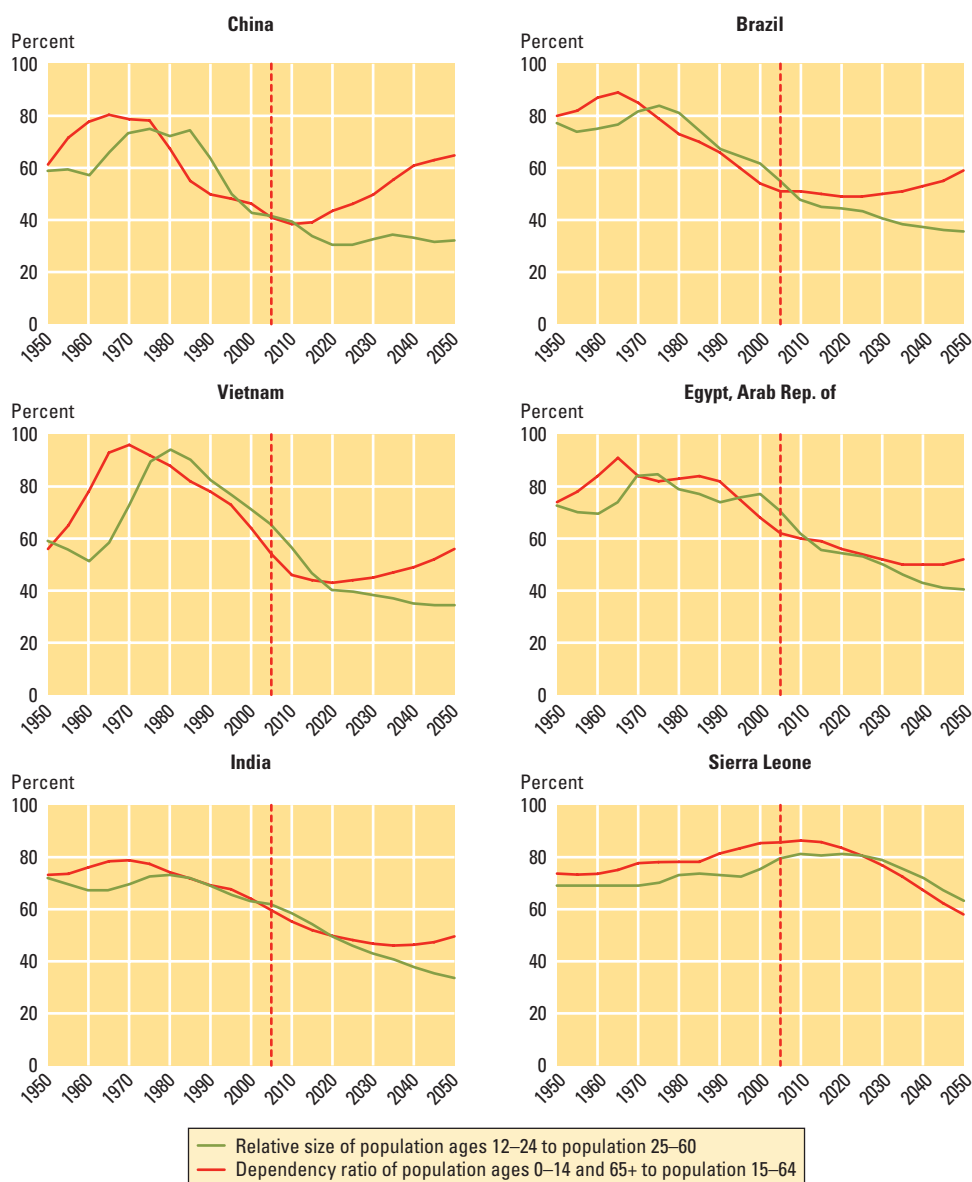 China
Percent
100
80
60
40
20
0
1950 1960 1970 1980 1990 2000 2010 2020 2030 2040 2050
Brazil
Percent
100
80
60
40
20
0
1950 1960 1970 1980 1990 2000 2010 2020 2030 2040 2050
Vietnam
Percent
100
80
60
40
20
0
1950 1960 1970 1980 1990 2000 2010 2020 2030 2040 2050
Egypt, Arab Rep. of
Percent
100
80
60
40
20
0
1950 1960 1970 1980 1990 2000 2010 2020 2030 2040 2050
India
Percent
100
80
60
40
20
0
1950 1960 1970 1980 1990 2000 2010 2020 2030 2040 2050
Sierra Leone
Percent
100
80
60
40
20
0
1950 1960 1970 1980 1990 2000 2010 2020 2030 2040 2050
Relative size of population ages 12–24 to population 25–60
Dependency ratio of population ages 0–14 and 65+ to population 15–64